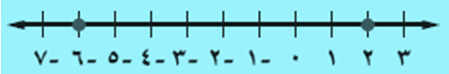 ٧- ٦- ٥- ٤- ٣- ٢- ١- ٠ ١ ٢ ٣